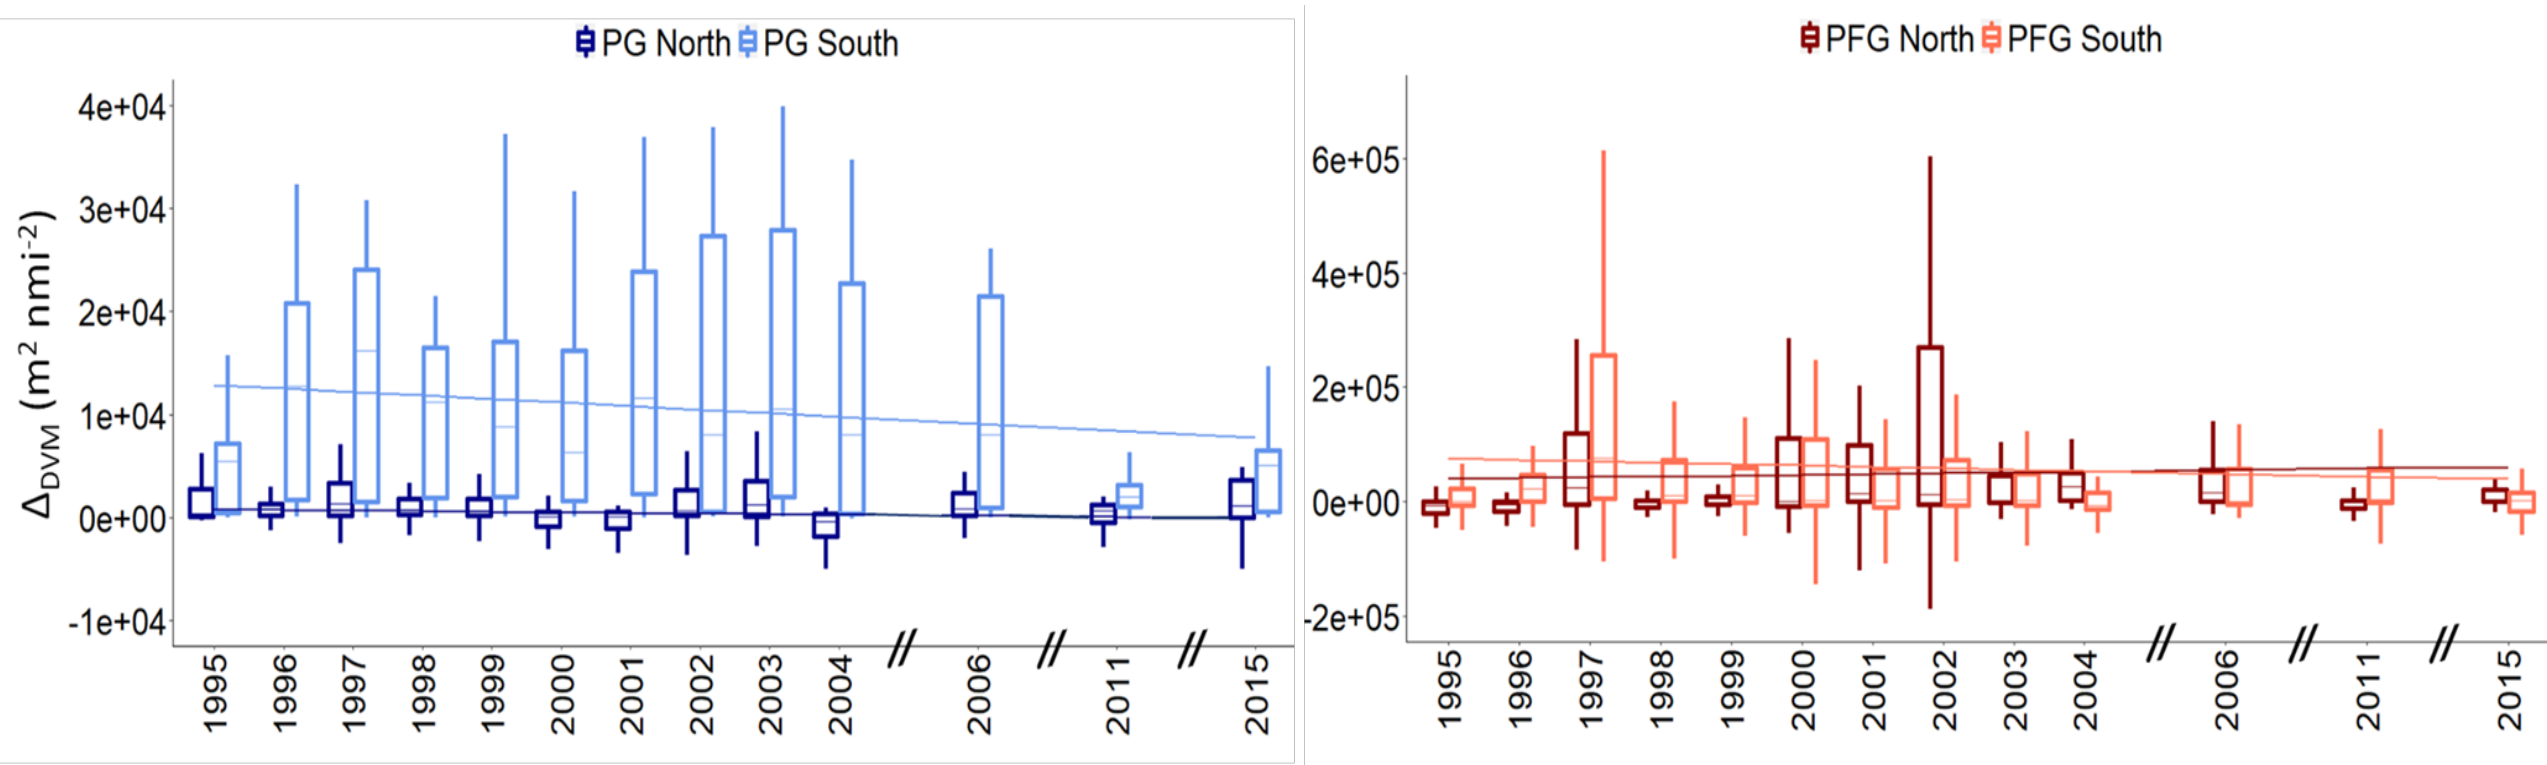 PG North PG South
4e+04
3e+04
2e+04
1e+04
0e+00
-1e+04
Δ_DVM (m² nmi⁻²)
1995 1996 1997 1998 1999 2000 2001 2002 2003 2004 // 2006 // 2011 // 2015
PFG North PFG South
6e+05
4e+05
2e+05
0e+00
-2e+05
1995 1996 1997 1998 1999 2000 2001 2002 2003 2004 // 2006 // 2011 // 2015